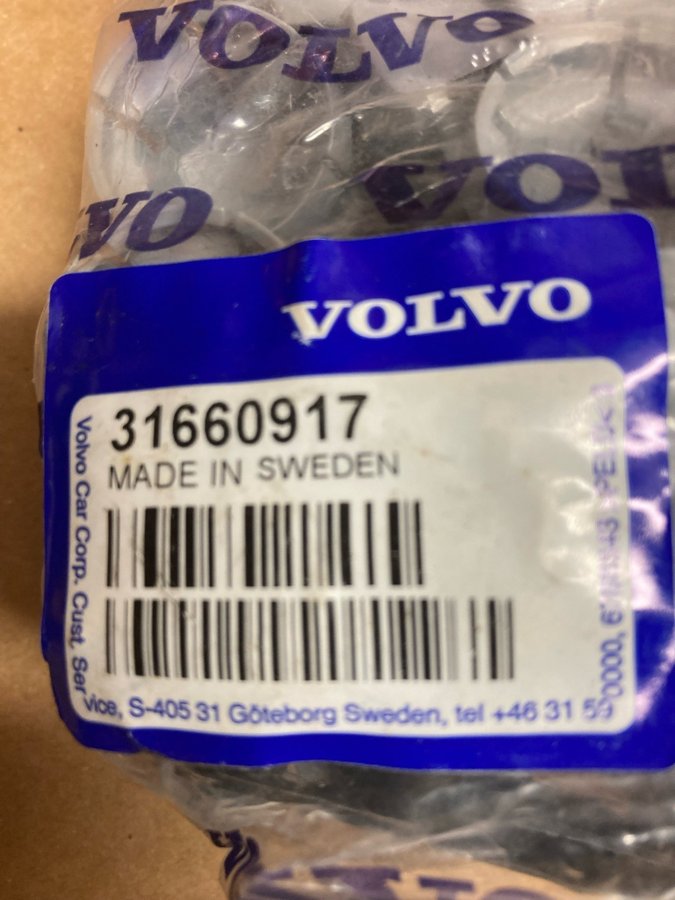 VOLVO
VOLVO
VOLVO
VOLVO
31660917
MADE IN SWEDEN
Volvo Car Corp. Cust. Service, S-405 31 Göteborg Sweden, tel +46 31